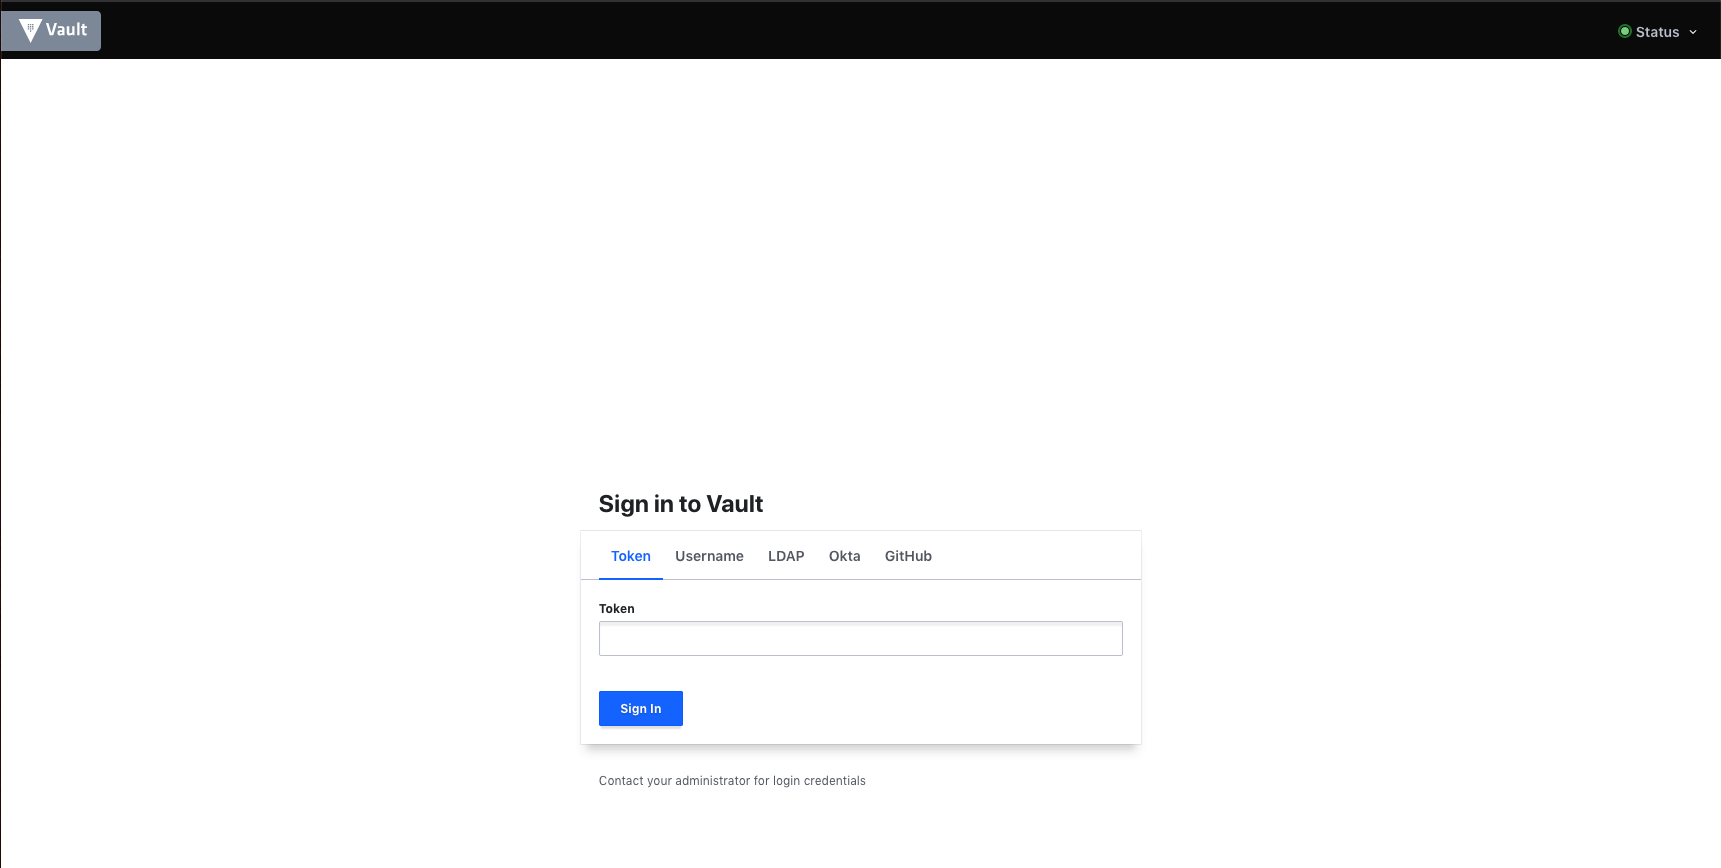 Vault
Status
Sign in to Vault
Token Username LDAP Okta GitHub
Token
Sign In
Contact your administrator for login credentials